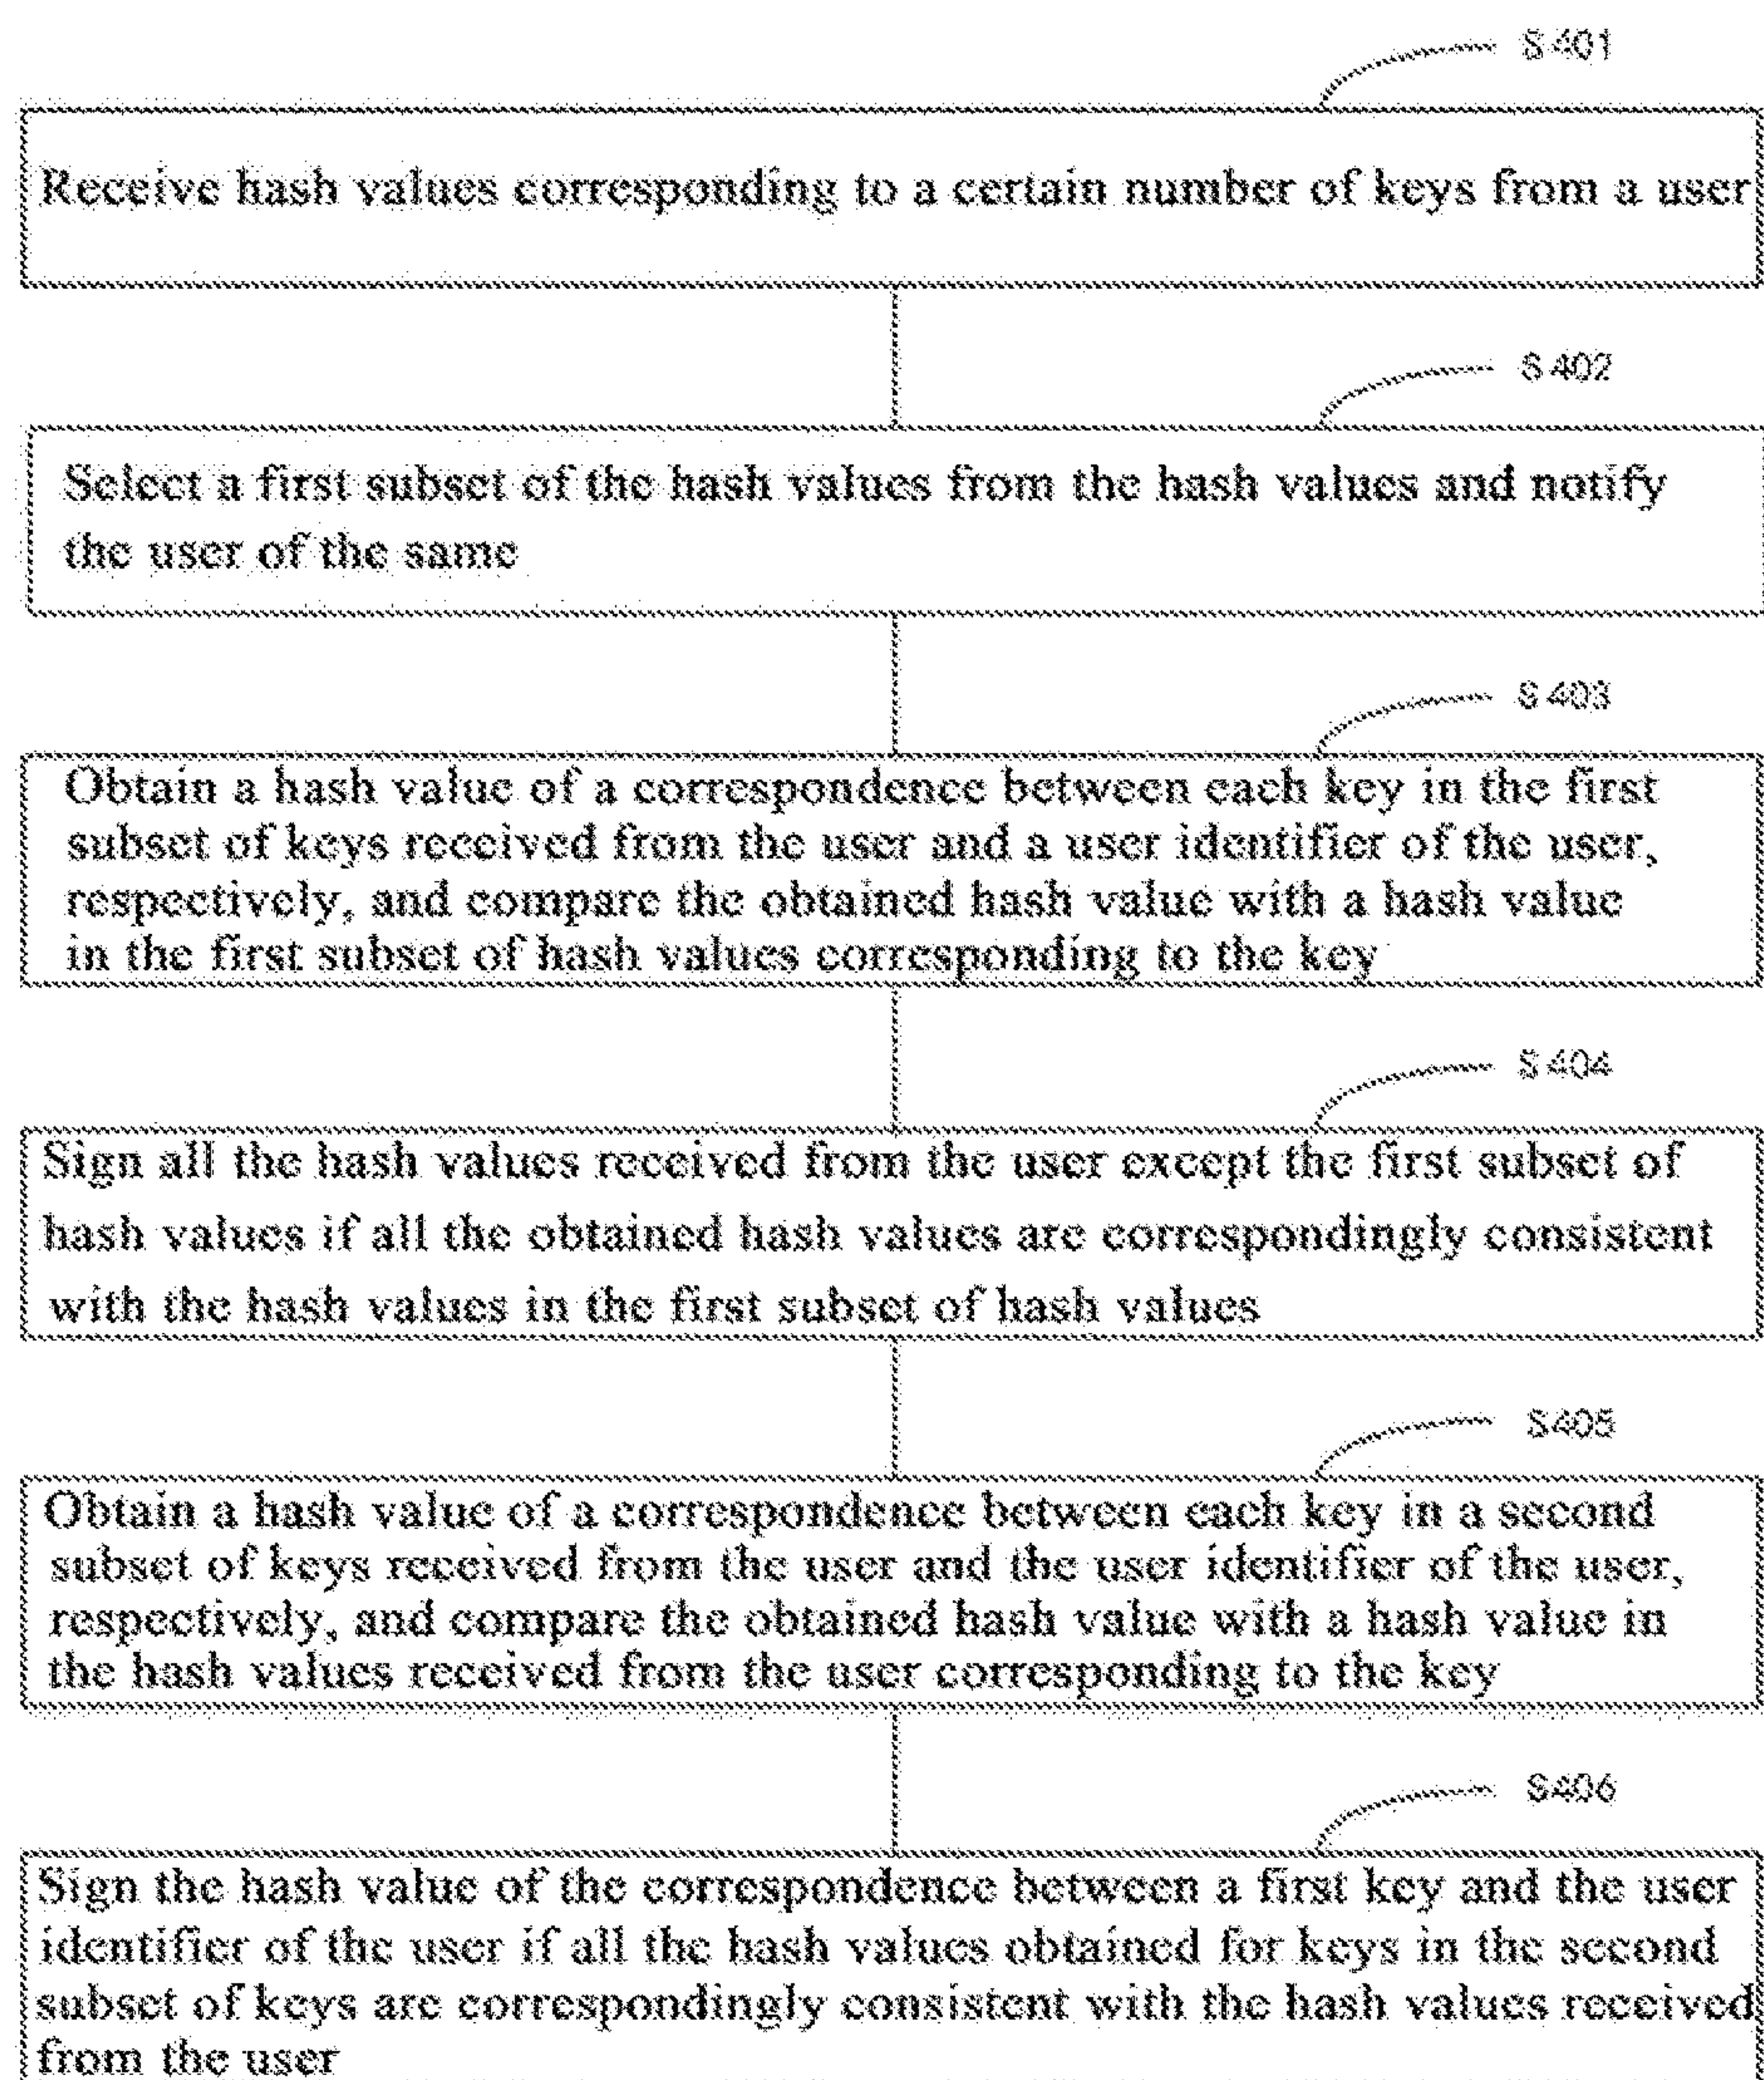 S401
Receive hash values corresponding to a certain number of keys from a user
S402
Select a first subset of the hash values from the hash values and notify
the user of the same
S403
Obtain a hash value of a correspondence between each key in the first
subset of keys received from the user and a user identifier of the user,
respectively, and compare the obtained hash value with a hash value
in the first subset of hash values corresponding to the key
S404
Sign all the hash values received from the user except the first subset of
hash values if all the obtained hash values are correspondingly consistent
with the hash values in the first subset of hash values
S405
Obtain a hash value of a correspondence between each key in a second
subset of keys received from the user and the user identifier of the user,
respectively, and compare the obtained hash value with a hash value in
the hash values received from the user corresponding to the key
S406
Sign the hash value of the correspondence between a first key and the user
identifier of the user if all the hash values obtained for keys in the second
subset of keys are correspondingly consistent with the hash values received
from the user